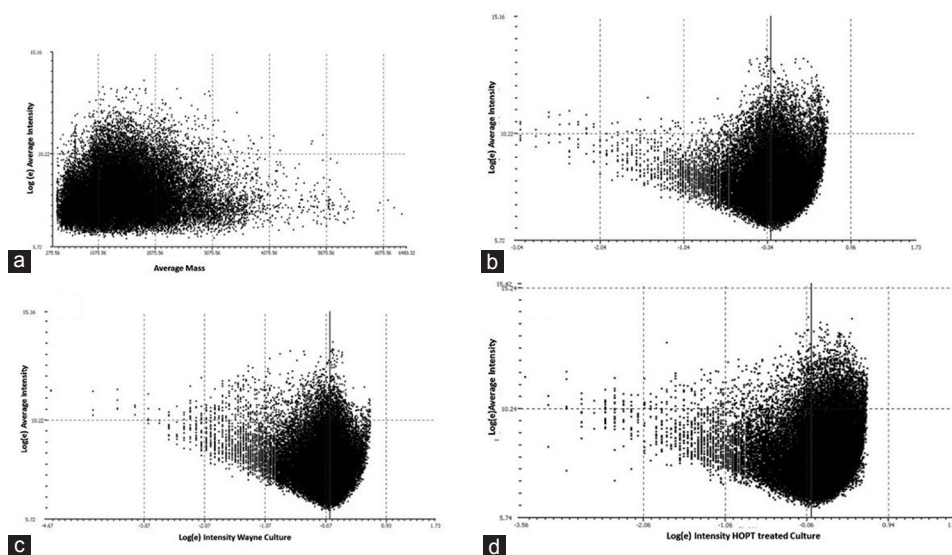 15.16
Log (e) Average Intensity
10.22
5.72
275.56 1075.56 2075.56 3075.56 4075.56 5075.56 6075.56 6480.32
Average Mass
a
15.16
Log(e) Average Intensity
10.22
5.72
-3.04 -2.04 -1.04 -0.04 0.96 1.73
b
15.16
Log(e) Average Intensity
10.22
5.72
-4.67 -3.07 -2.07 -1.07 -0.07 0.93 1.73
Log(e) Intensity Wayne Culture
c
15.42
15.24
Log(e)Average Intensity
10.24
5.74
-3.56 -2.06 -1.06 -0.06 0.94
Log(e) Intensity HOPT treated Culture
d